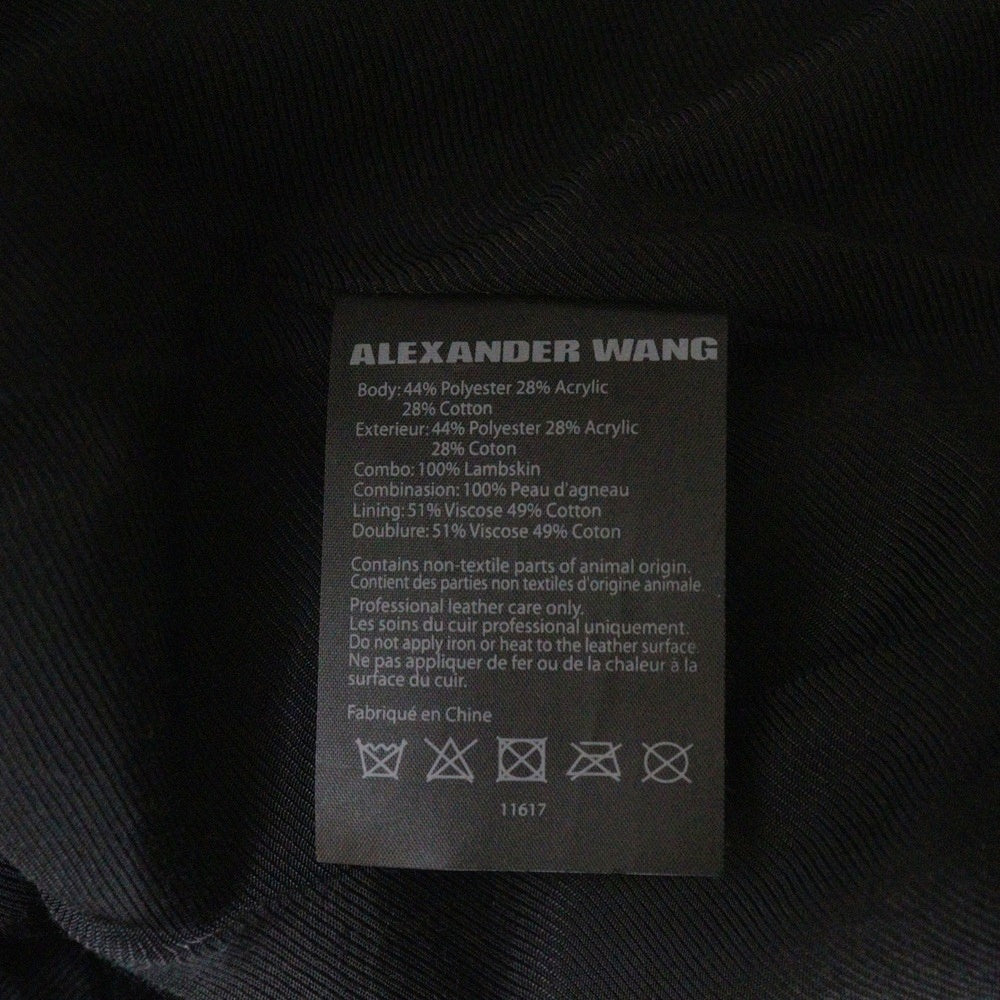 ALEXANDER WANG
Body: 44% Polyester 28% Acrylic
28% Cotton
Exterieur: 44% Polyester 28% Acrylic
28% Coton
Combo: 100% Lambskin
Combinasion: 100% Peau d'agneau
Lining: 51% Viscose 49% Cotton
Doublure: 51% Viscose 49% Coton
Contains non-textile parts of animal origin.
Contient des parties non textiles d'origine animale.
Professional leather care only.
Les soins du cuir professional uniquement.
Do not apply iron or heat to the leather surface.
Ne pas appliquer de fer ou de la chaleur à la
surface du cuir.
Fabriqué en Chine
11617